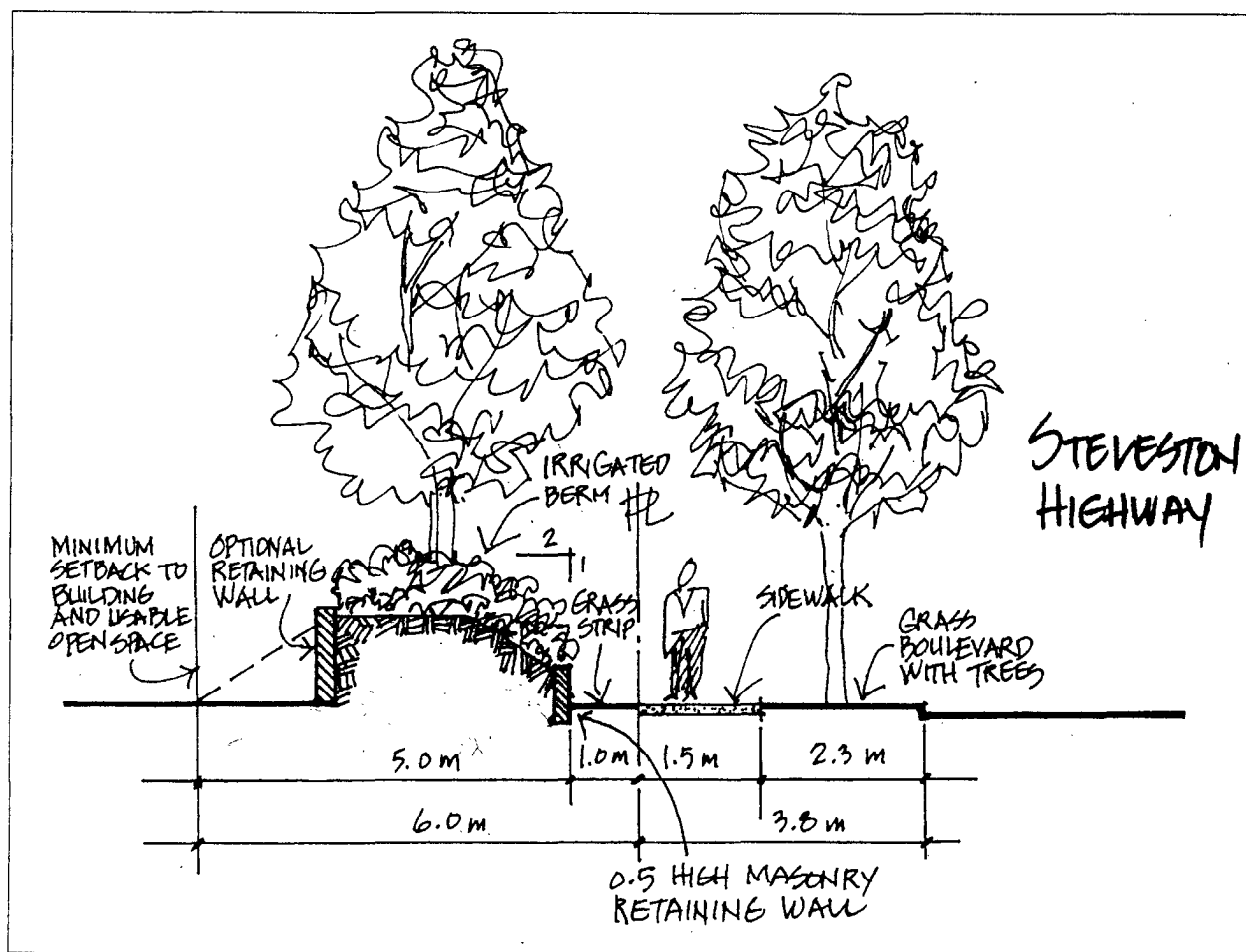 STEVESTON
HIGHWAY
IRRIGATED
BERM
PL
MINIMUM
SETBACK TO
BUILDING
AND USABLE
OPEN SPACE
OPTIONAL
RETAINING
WALL
2
1
GRASS
STRIP
SIDEWALK
GRASS
BOULEVARD
WITH TREES
5.0 m
1.0 m
1.5 m
2.3 m
6.0 m
3.8 m
0.5 HIGH MASONRY
RETAINING WALL